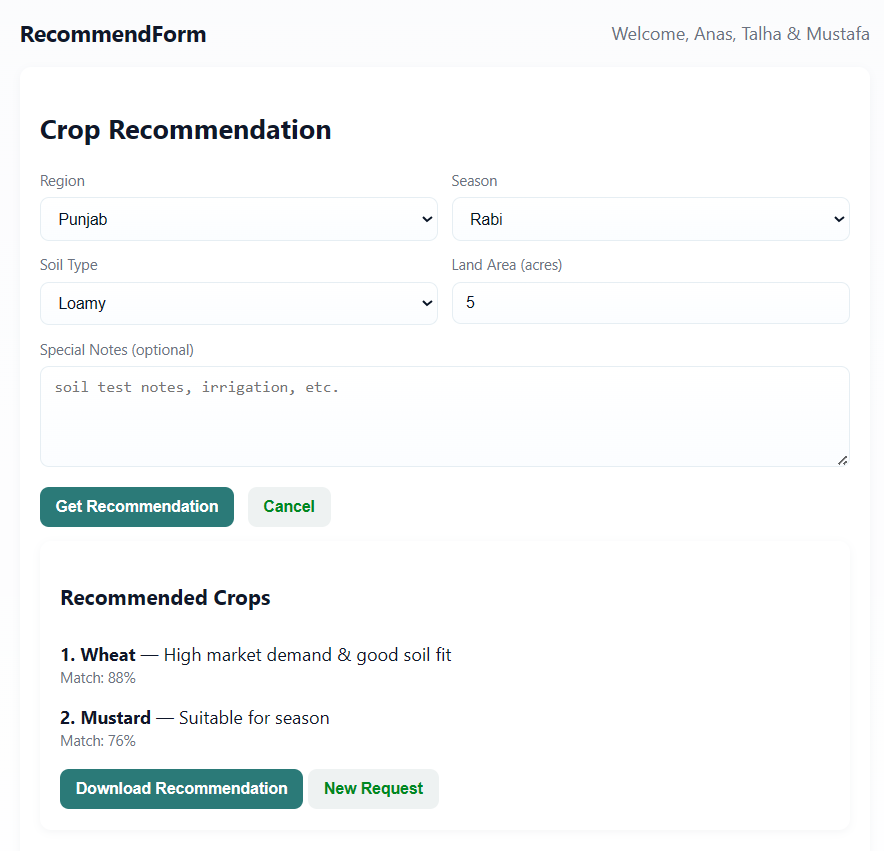 RecommendForm
Welcome, Anas, Talha & Mustafa
Crop Recommendation
Region
Season
Punjab
Rabi
Soil Type
Land Area (acres)
Loamy
5
Special Notes (optional)
soil test notes, irrigation, etc.
Get Recommendation
Cancel
Recommended Crops
1. Wheat — High market demand & good soil fit
Match: 88%
2. Mustard — Suitable for season
Match: 76%
Download Recommendation
New Request